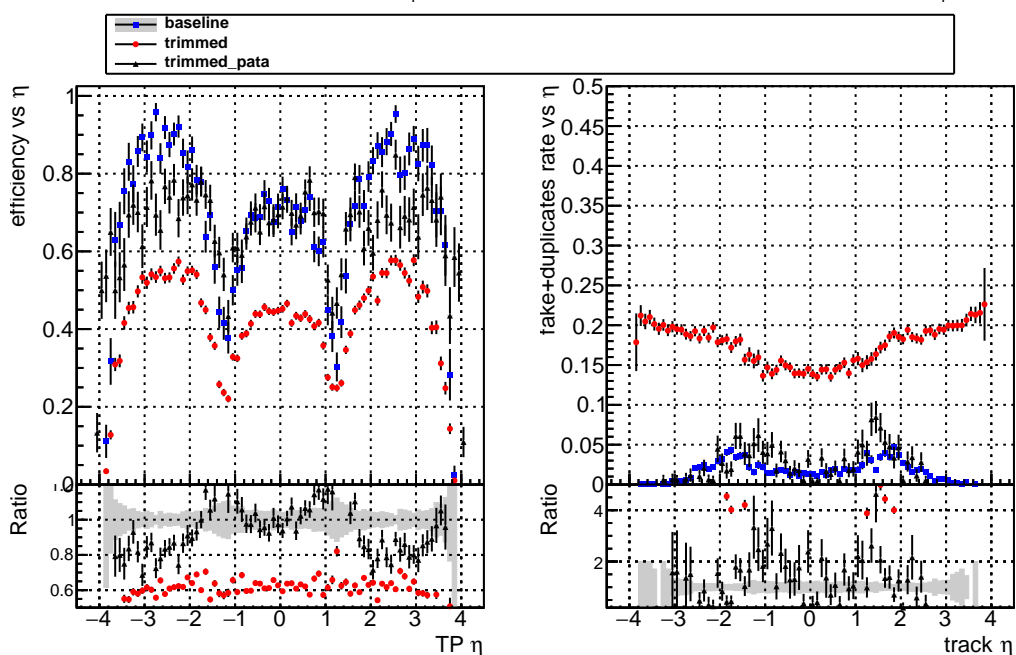 baseline
trimmed
trimmed_pata
efficiency vs η
1
0.8
0.6
0.4
0.2
0
Ratio
1
0.8
0.6
−4 −3 −2 −1 0 1 2 3 4
TP η
fake+duplicates rate vs η
0.5
0.45
0.4
0.35
0.3
0.25
0.2
0.15
0.1
0.05
0
Ratio
4
2
−4 −3 −2 −1 0 1 2 3 4
track η